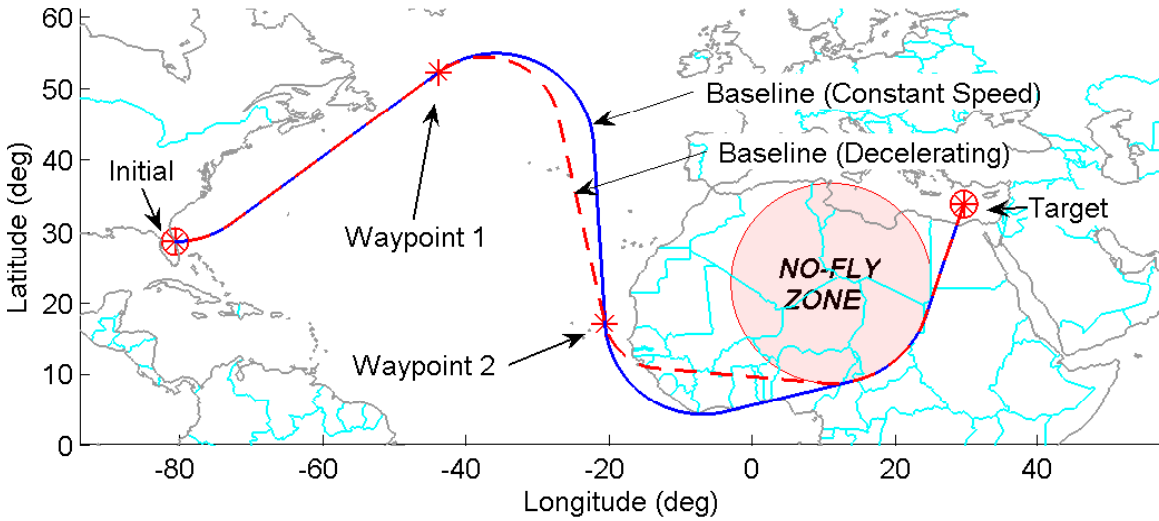 60
50
40
30
20
10
0
Latitude (deg)
Initial
Waypoint 1
Waypoint 2
Baseline (Constant Speed)
Baseline (Decelerating)
NO-FLY
ZONE
Target
-80
-60
-40
-20
0
20
40
Longitude (deg)